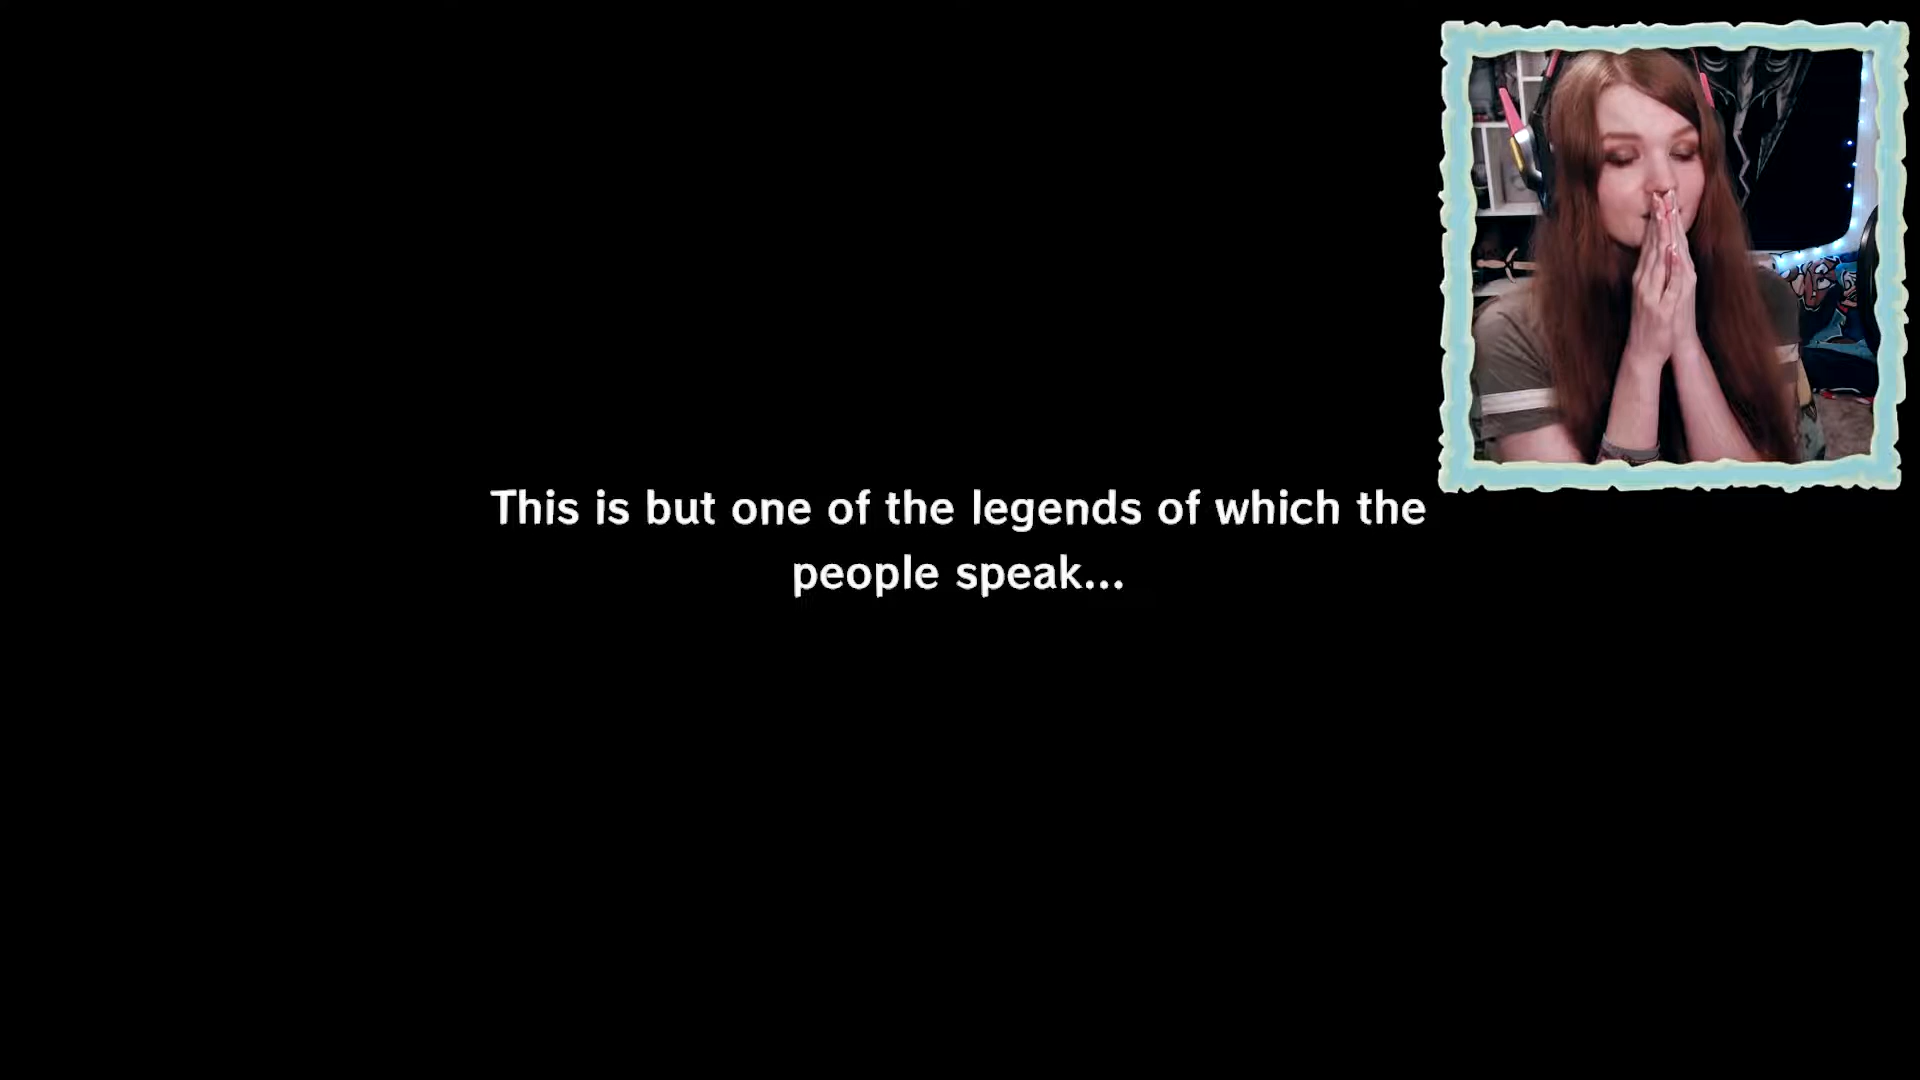 This is but one of the legends of which the
people speak...